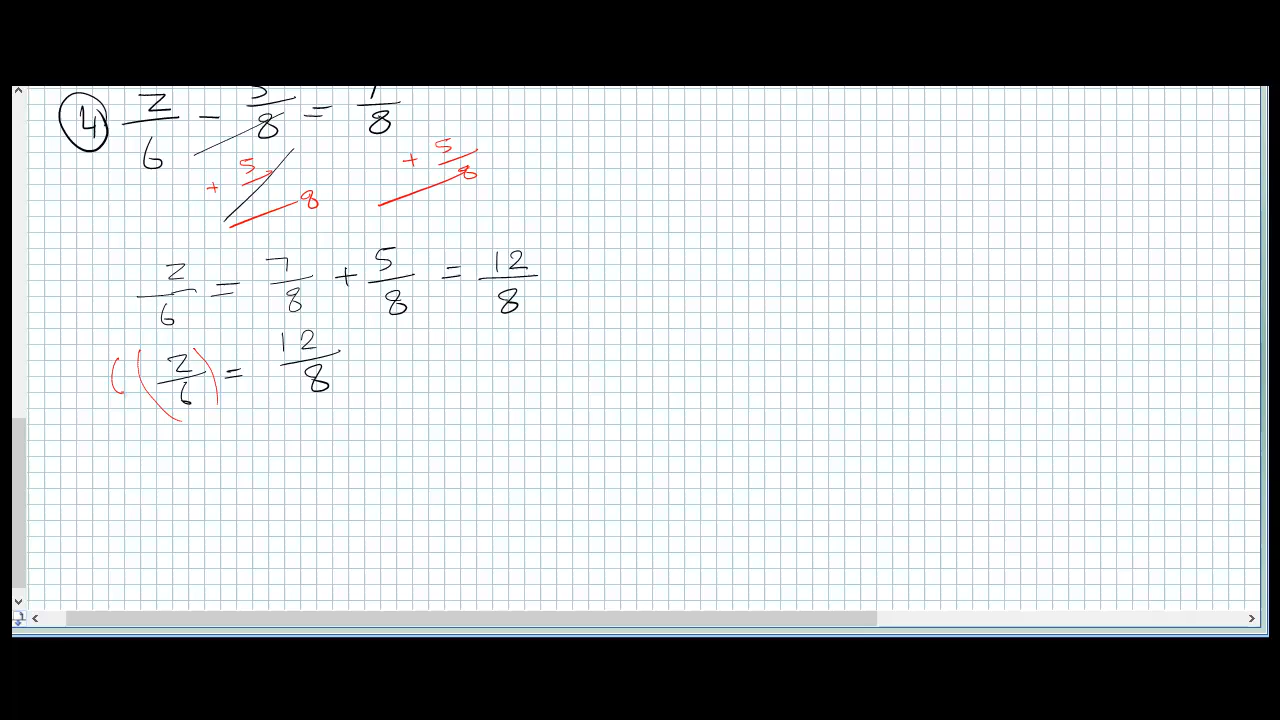 4 z/6 - 5/8 = 7/8
+ 5/8 + 5/8
z/6 = 7/8 + 5/8 = 12/8
( ( z/6 ) = 12/8